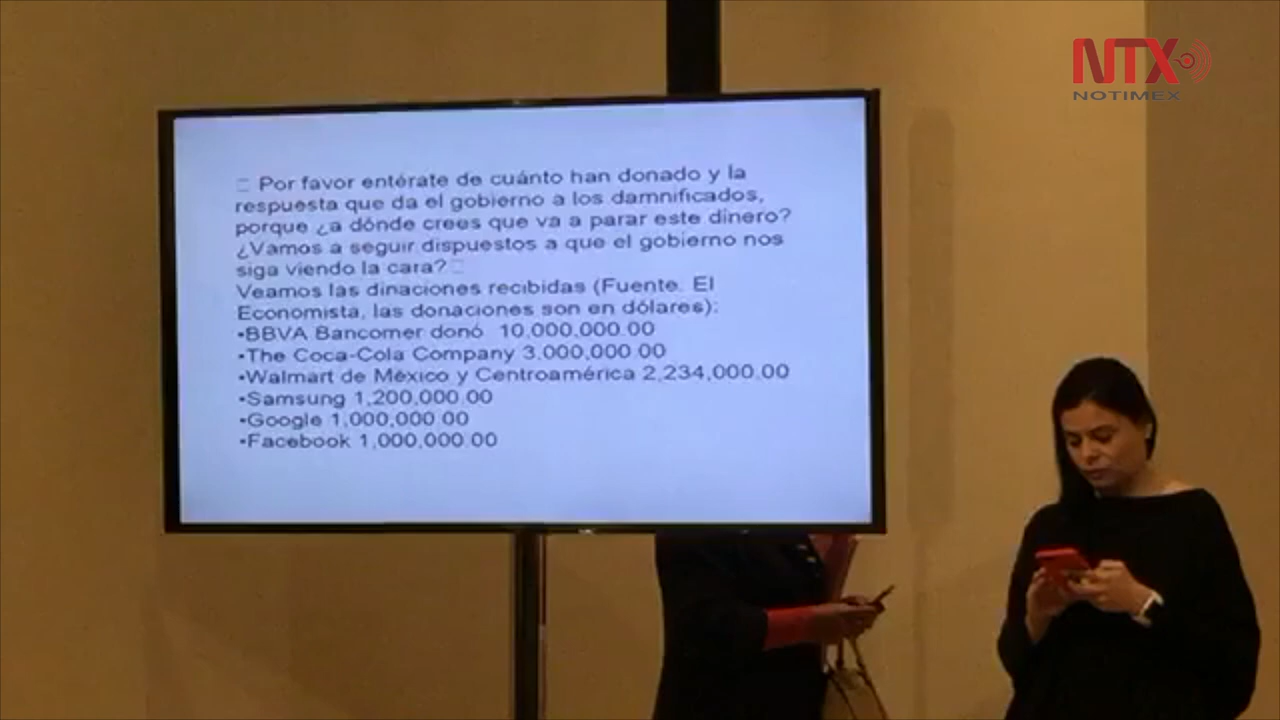 NTX
NOTIMEX
Por favor entérate de cuánto han donado y la
respuesta que da el gobierno a los damnificados,
porque ¿a dónde crees que va a parar este dinero?
¿Vamos a seguir dispuestos a que el gobierno nos
siga viendo la cara?
Veamos las dinaciones recibidas (Fuente. El
Economista, las donaciones son en dólares):
•BBVA Bancomer donó 10,000,000.00
•The Coca-Cola Company 3.000,000.00
•Walmart de México y Centroamérica 2,234,000.00
•Samsung 1,200,000.00
•Google 1,000,000.00
•Facebook 1,000,000.00